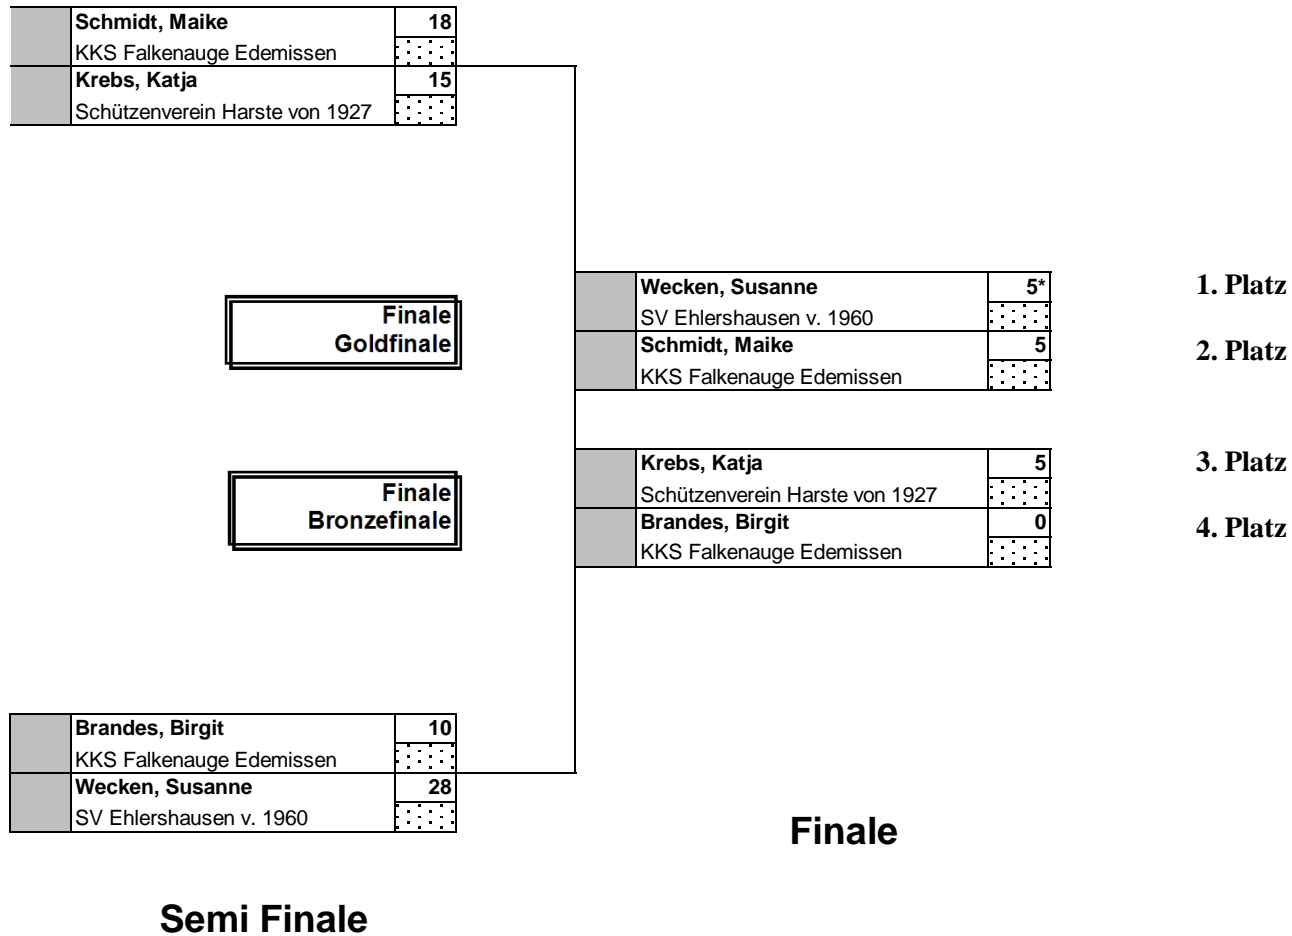 Schmidt, Maike 18
KKS Falkenauge Edemissen
Krebs, Katja 15
Schützenverein Harste von 1927
Wecken, Susanne 5* 1. Platz
SV Ehlershausen v. 1960
Finale
Goldfinale
Schmidt, Maike 5 2. Platz
KKS Falkenauge Edemissen
Krebs, Katja 5 3. Platz
Schützenverein Harste von 1927
Finale
Bronzefinale
Brandes, Birgit 0 4. Platz
KKS Falkenauge Edemissen
Brandes, Birgit 10
KKS Falkenauge Edemissen
Wecken, Susanne 28
SV Ehlershausen v. 1960
Finale
Semi Finale